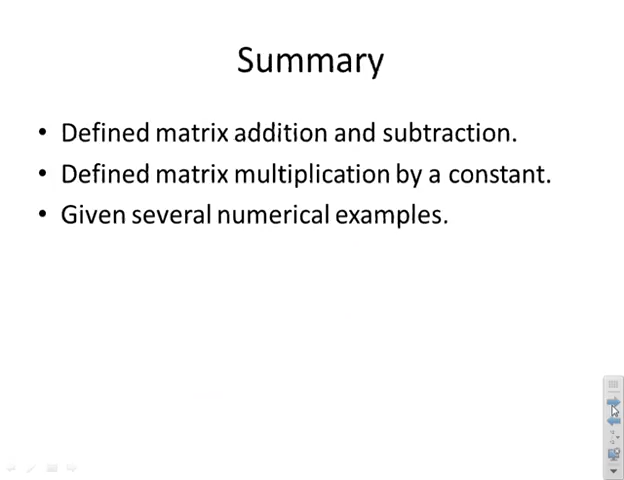 Summary
• Defined matrix addition and subtraction.
• Defined matrix multiplication by a constant.
• Given several numerical examples.